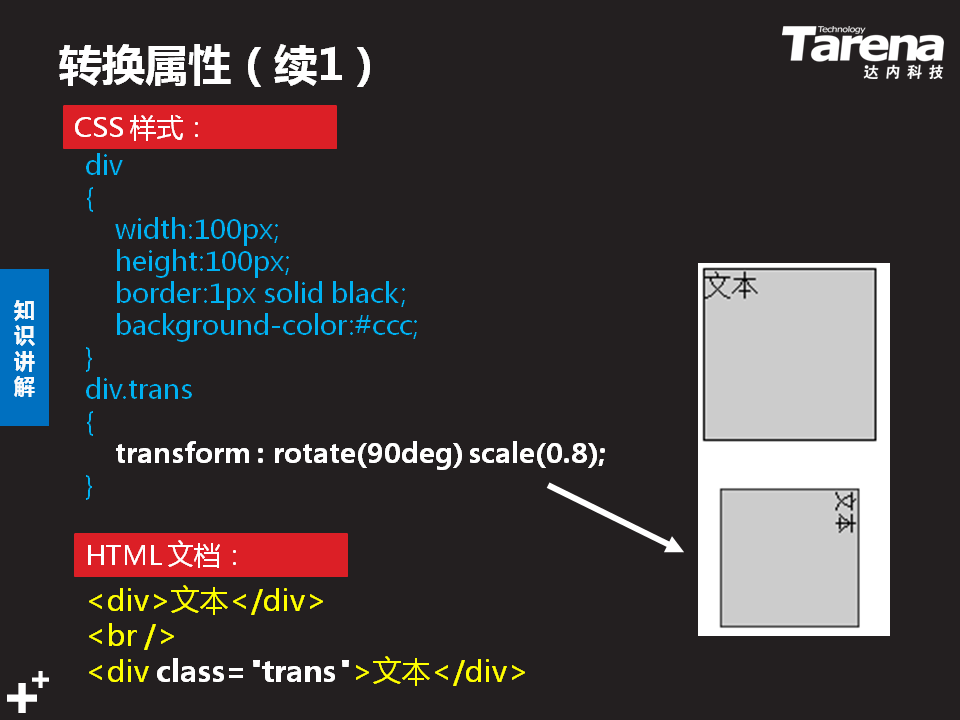 转换属性（续1）
Technology
Tarena
达内科技
CSS 样式：
div
{
width:100px;
height:100px;
border:1px solid black;
background-color:#ccc;
}
div.trans
{
transform : rotate(90deg) scale(0.8);
}
知识讲解
文本
文本
HTML 文档：
<div>文本</div>
<br />
<div class= "trans ">文本</div>